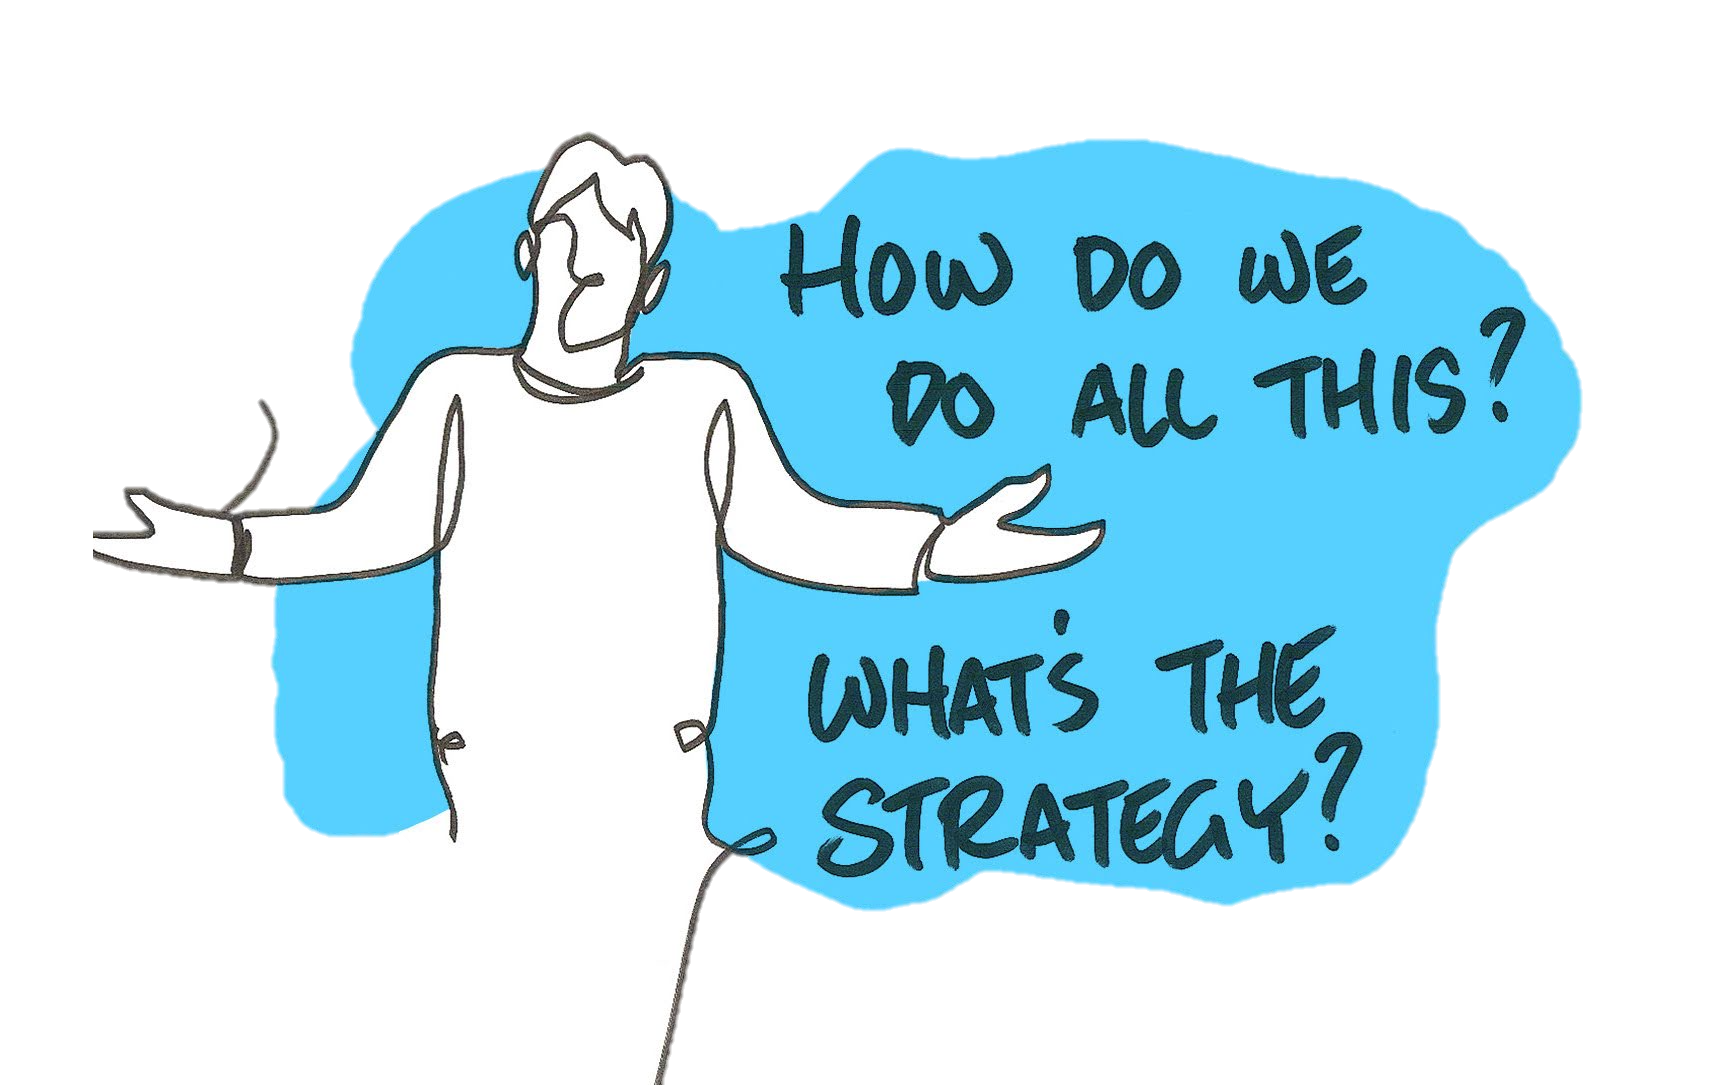 HOW DO WE
DO ALL THIS?
WHAT'S THE
STRATEGY?